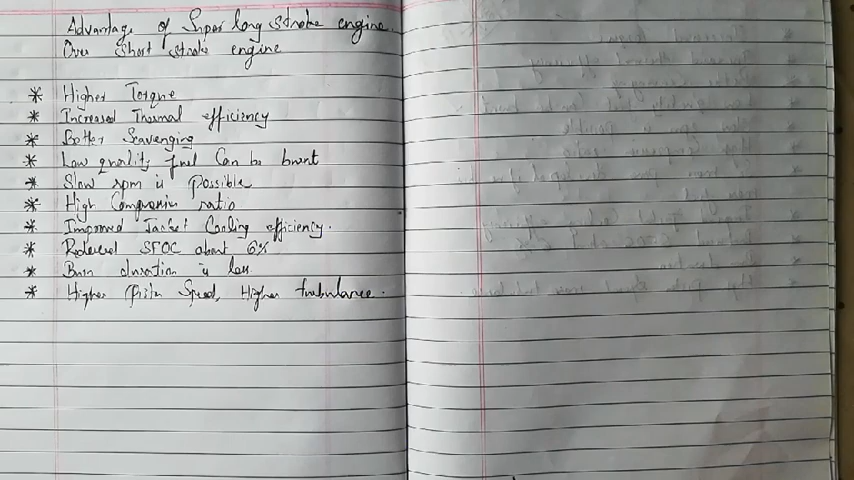 Advantage of Super long stroke engine
Over Short stroke engine
* Higher Torque
* Increased Thermal efficiency
* Better Scavenging
* Low quality fuel Can be burnt
* Slow rpm is Possible
* High Compression ratio
* Improved Jacket Cooling efficiency.
* Reduced SFOC about 6%
* Burn duration is less
* Higher Piston Speed, Higher turbulance.